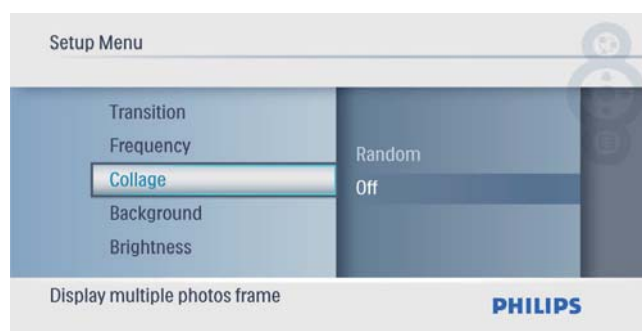 Setup Menu
Transition
Frequency
Collage
Background
Brightness
Random
Off
Display multiple photos frame
PHILIPS